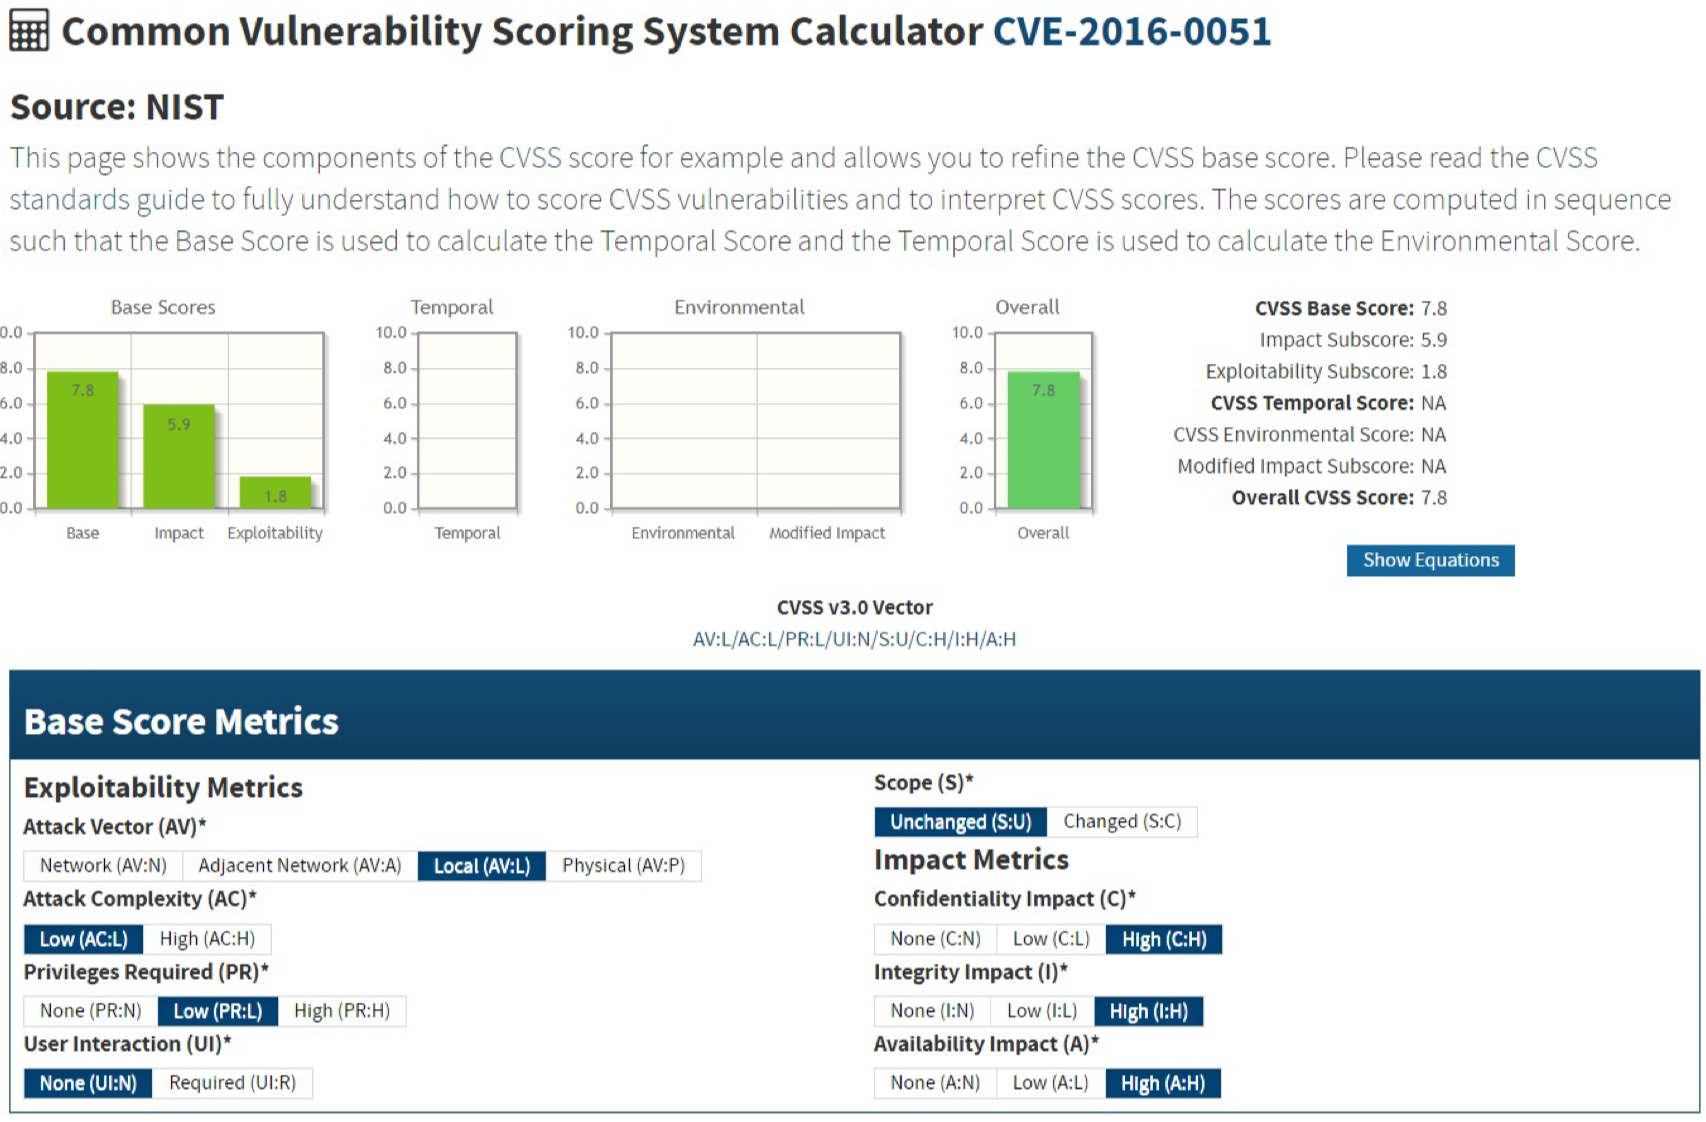 Common Vulnerability Scoring System Calculator CVE-2016-0051
Source: NIST
This page shows the components of the CVSS score for example and allows you to refine the CVSS base score. Please read the CVSS
standards guide to fully understand how to score CVSS vulnerabilities and to interpret CVSS scores. The scores are computed in sequence
such that the Base Score is used to calculate the Temporal Score and the Temporal Score is used to calculate the Environmental Score.
Base Scores
0.0
8.0
6.0
4.0
2.0
0.0
7.8
5.9
1.8
Base Impact Exploitability
Temporal
10.0
8.0
6.0
4.0
2.0
0.0
Temporal
Environmental
10.0
8.0
6.0
4.0
2.0
0.0
Environmental Modified Impact
Overall
10.0
8.0
6.0
4.0
2.0
0.0
7.8
Overall
CVSS Base Score: 7.8
Impact Subscore: 5.9
Exploitability Subscore: 1.8
CVSS Temporal Score: NA
CVSS Environmental Score: NA
Modified Impact Subscore: NA
Overall CVSS Score: 7.8
Show Equations
CVSS v3.0 Vector
AV:L/AC:L/PR:L/UI:N/S:U/C:H/I:H/A:H
Base Score Metrics
Exploitability Metrics
Attack Vector (AV)*
Network (AV:N) Adjacent Network (AV:A) Local (AV:L) Physical (AV:P)
Attack Complexity (AC)*
Low (AC:L) High (AC:H)
Privileges Required (PR)*
None (PR:N) Low (PR:L) High (PR:H)
User Interaction (UI)*
None (UI:N) Required (UI:R)
Scope (S)*
Unchanged (S:U) Changed (S:C)
Impact Metrics
Confidentiality Impact (C)*
None (C:N) Low (C:L) High (C:H)
Integrity Impact (I)*
None (I:N) Low (I:L) High (I:H)
Availability Impact (A)*
None (A:N) Low (A:L) High (A:H)